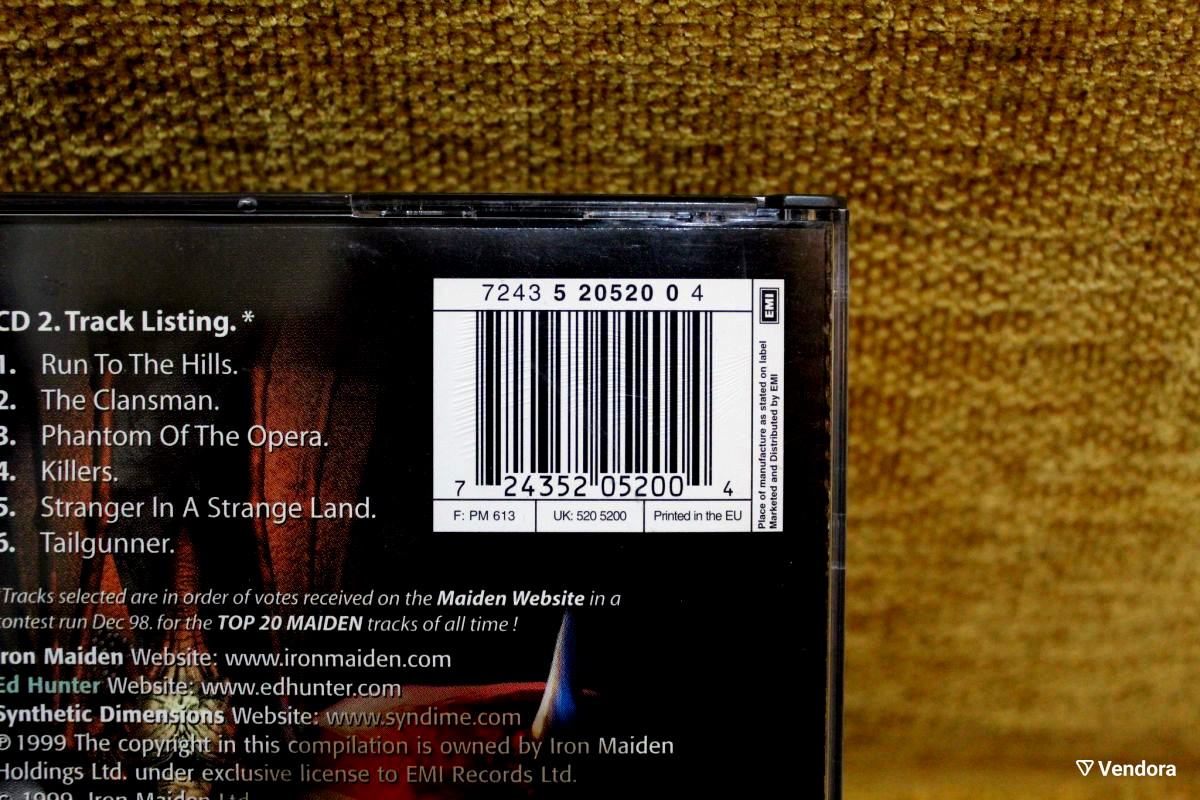 CD 2. Track Listing.*
1. Run To The Hills.
2. The Clansman.
3. Phantom Of The Opera.
4. Killers.
5. Stranger In A Strange Land.
6. Tailgunner.
*Tracks selected are in order of votes received on the Maiden Website in a
contest run Dec 98. for the TOP 20 MAIDEN tracks of all time !
Iron Maiden Website: www.ironmaiden.com
Ed Hunter Website: www.edhunter.com
Synthetic Dimensions Website: www.syndime.com
℗ 1999 The copyright in this compilation is owned by Iron Maiden
Holdings Ltd. under exclusive license to EMI Records Ltd.
© 1999 Iron Maiden Ltd.
7243 5 20520 0 4
7 24352 05200 4
F: PM 613
UK: 520 5200
Printed in the EU
EMI
Place of manufacture as stated on label
Marketed and Distributed by EMI
Vendora